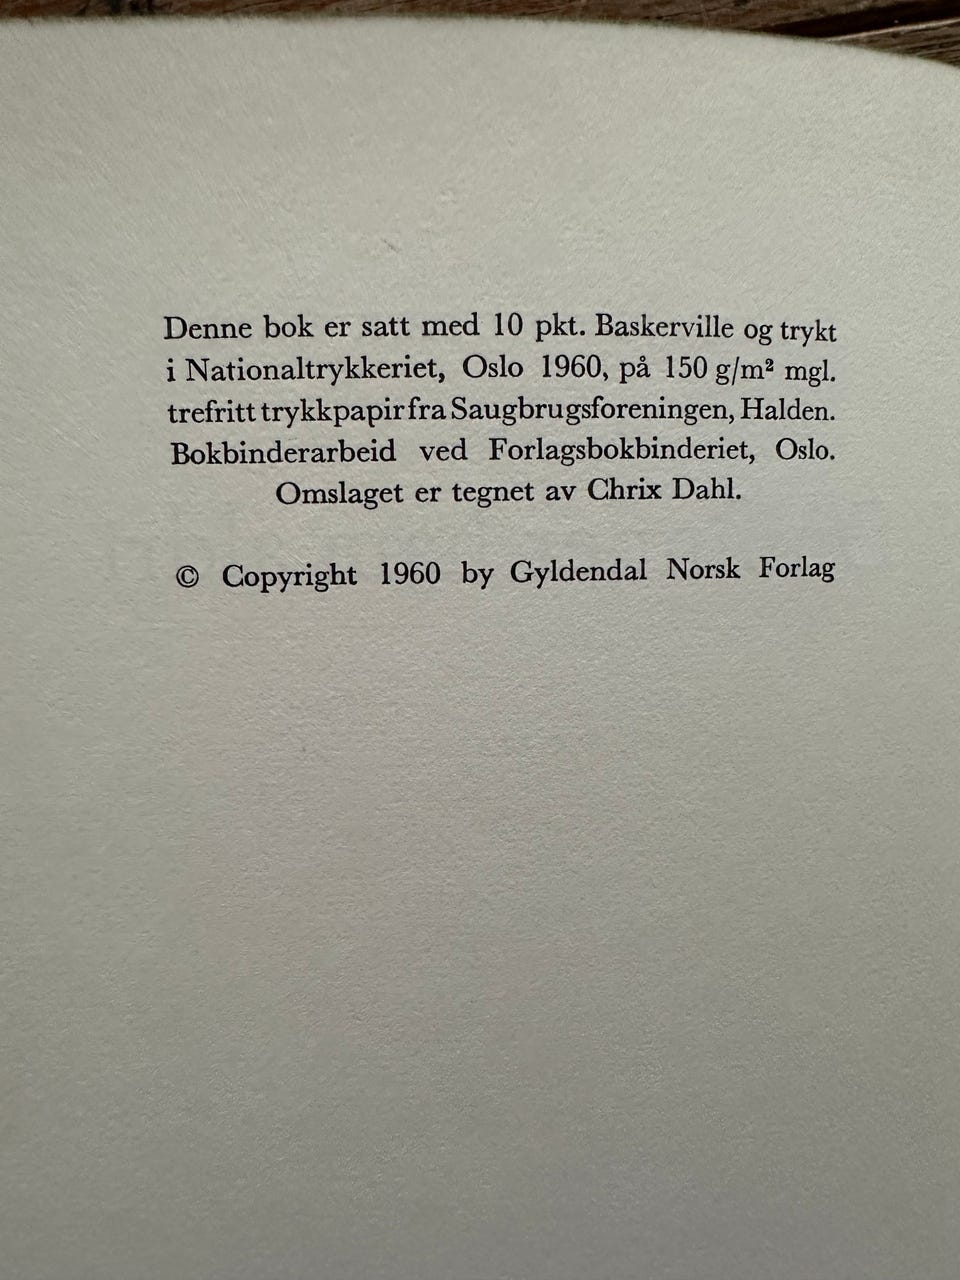 Denne bok er satt med 10 pkt. Baskerville og trykt
i Nationaltrykkeriet, Oslo 1960, på 150 g/m² mgl.
trefritt trykkpapir fra Saugbrugsforeningen, Halden.
Bokbinderarbeid ved Forlagsbokbinderiet, Oslo.
Omslaget er tegnet av Chrix Dahl.
© Copyright 1960 by Gyldendal Norsk Forlag